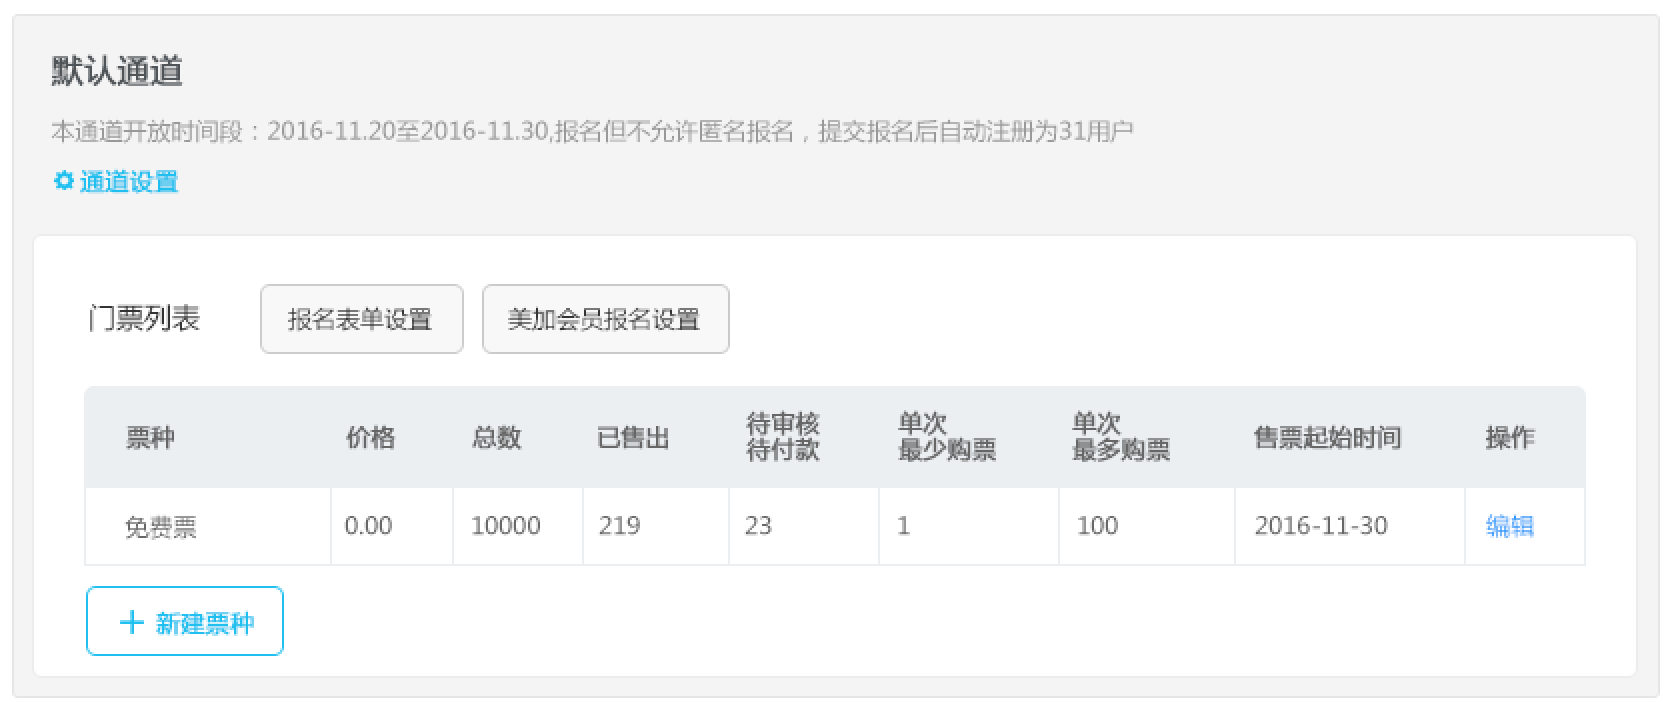 默认通道
本通道开放时间段：2016-11.20至2016-11.30,报名但不允许匿名报名，提交报名后自动注册为31用户
通道设置
门票列表 报名表单设置 美加会员报名设置
票种 价格 总数 已售出 待审核 待付款 单次 最少购票 单次 最多购票 售票起始时间 操作
免费票 0.00 10000 219 23 1 100 2016-11-30 编辑
+ 新建票种